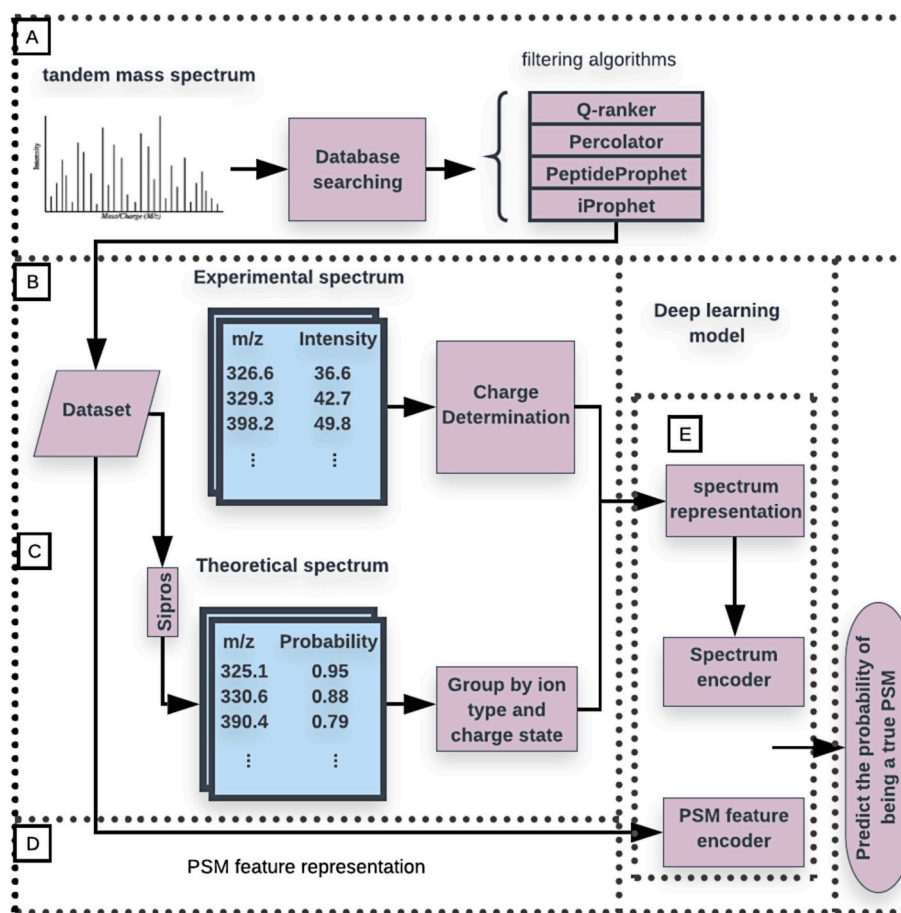 A
tandem mass spectrum
Intensity
Mass/Charge (M/z)
Database
searching
filtering algorithms
Q-ranker
Percolator
PeptideProphet
iProphet
B
Experimental spectrum
m/z Intensity
326.6 36.6
329.3 42.7
398.2 49.8
⋮ ⋮
Charge
Determination
Dataset
C
Sipros
Theoretical spectrum
m/z Probability
325.1 0.95
330.6 0.88
390.4 0.79
⋮ ⋮
Group by ion
type and
charge state
D
PSM feature representation
Deep learning
model
E
spectrum
representation
Spectrum
encoder
PSM feature
encoder
Predict the probability of
being a true PSM